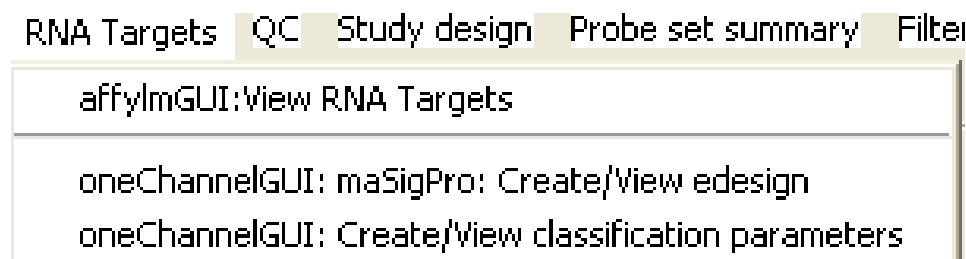 RNA Targets QC Study design Probe set summary Filter
affylmGUI:View RNA Targets
oneChannelGUI: maSigPro: Create/View edesign
oneChannelGUI: Create/View classification parameters